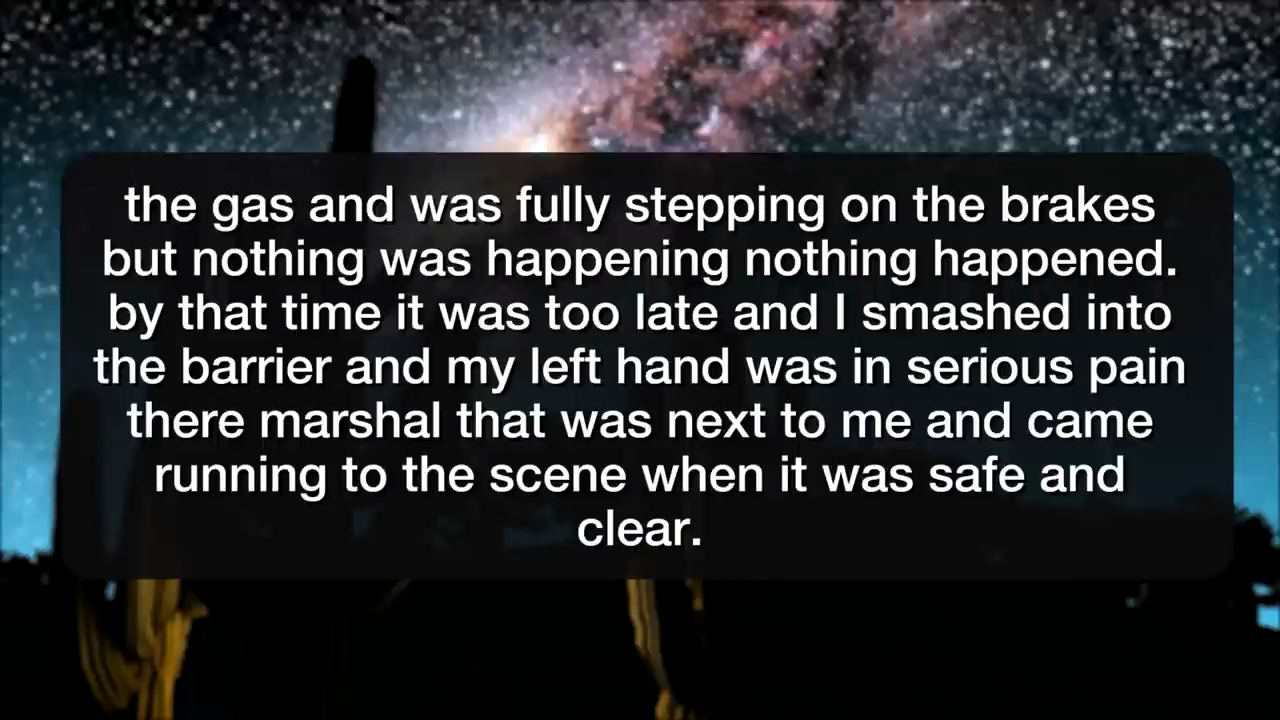 the gas and was fully stepping on the brakes
but nothing was happening nothing happened.
by that time it was too late and I smashed into
the barrier and my left hand was in serious pain
there marshal that was next to me and came
running to the scene when it was safe and
clear.